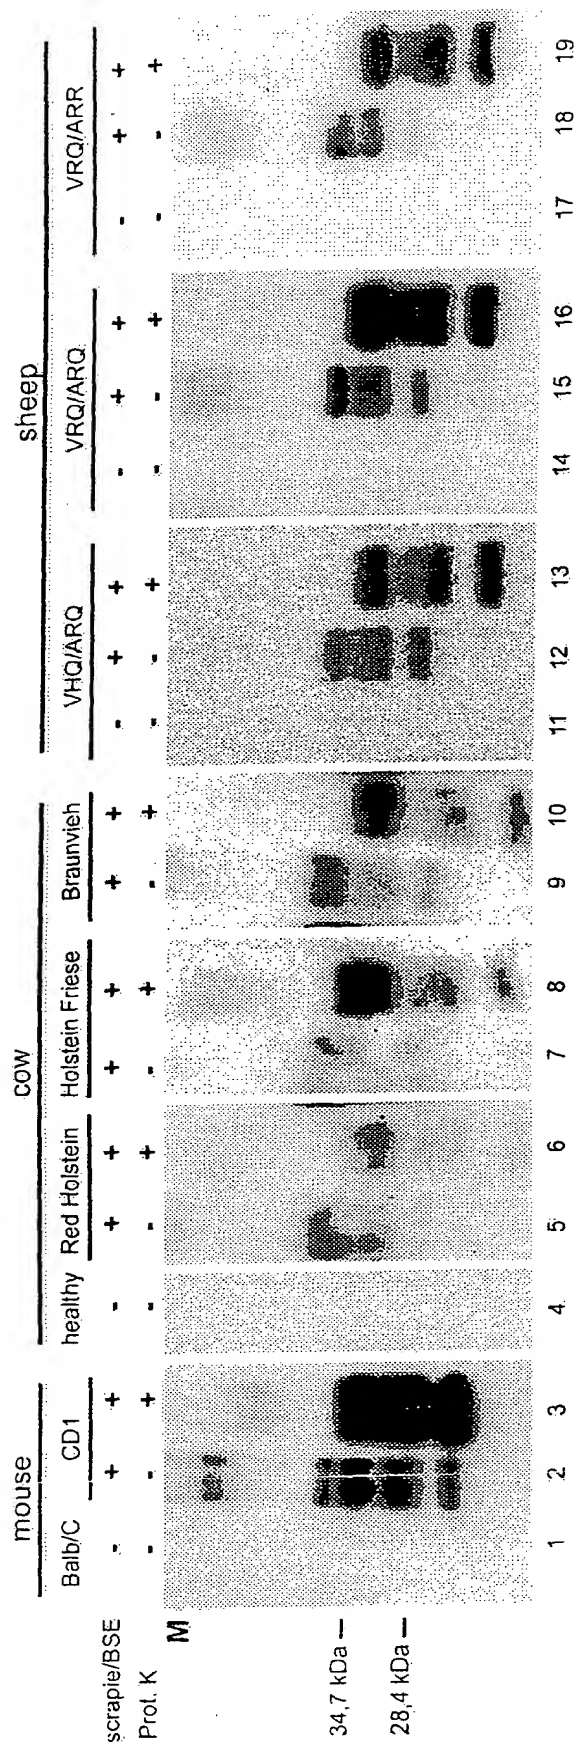 mouse cow sheep
Balb/C CD1 healthy Red Holstein Holstein Friese Braunvieh VHQ/ARQ VRQ/ARQ VRQ/ARR
scrapie/BSE - + + - + + + + + + - + + - + + - + +
Prot. K - - + - - + - + - + - - + - - + - - +
M
34,7 kDa
28,4 kDa
1 2 3 4 5 6 7 8 9 10 11 12 13 14 15 16 17 18 19